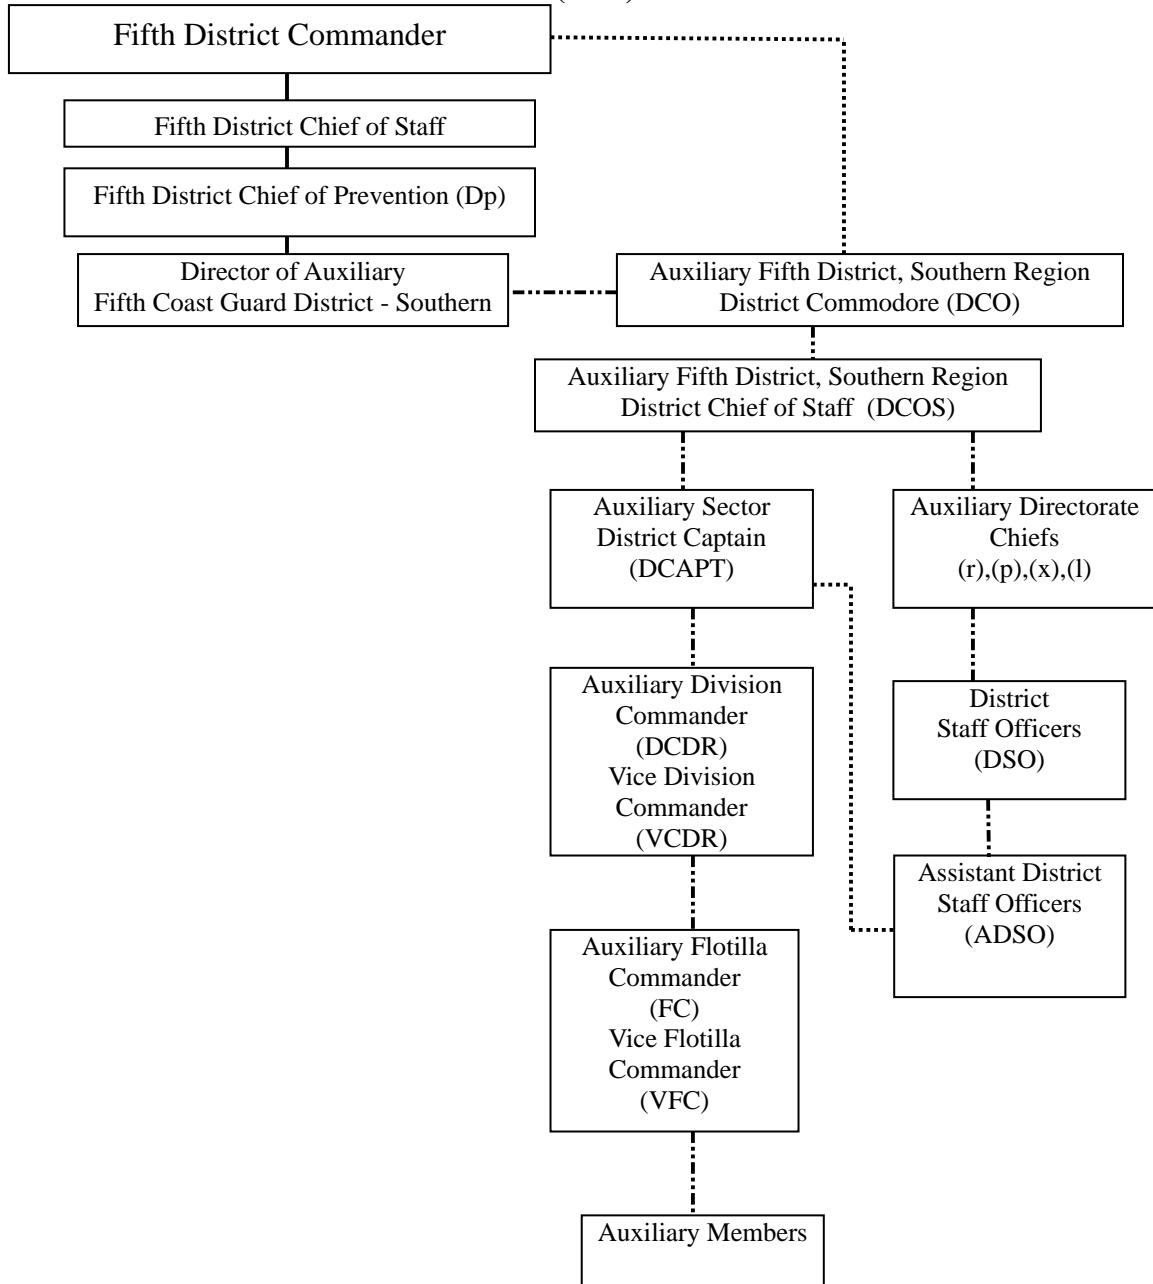 Fifth District Commander
Fifth District Chief of Staff
Fifth District Chief of Prevention (Dp)
Director of Auxiliary
Fifth Coast Guard District - Southern
Auxiliary Fifth District, Southern Region
District Commodore (DCO)
Auxiliary Fifth District, Southern Region
District Chief of Staff (DCOS)
Auxiliary Sector
District Captain
(DCAPT)
Auxiliary Directorate
Chiefs
(r),(p),(x),(l)
Auxiliary Division
Commander
(DCDR)
Vice Division
Commander
(VCDR)
District
Staff Officers
(DSO)
Assistant District
Staff Officers
(ADSO)
Auxiliary Flotilla
Commander
(FC)
Vice Flotilla
Commander
(VFC)
Auxiliary Members